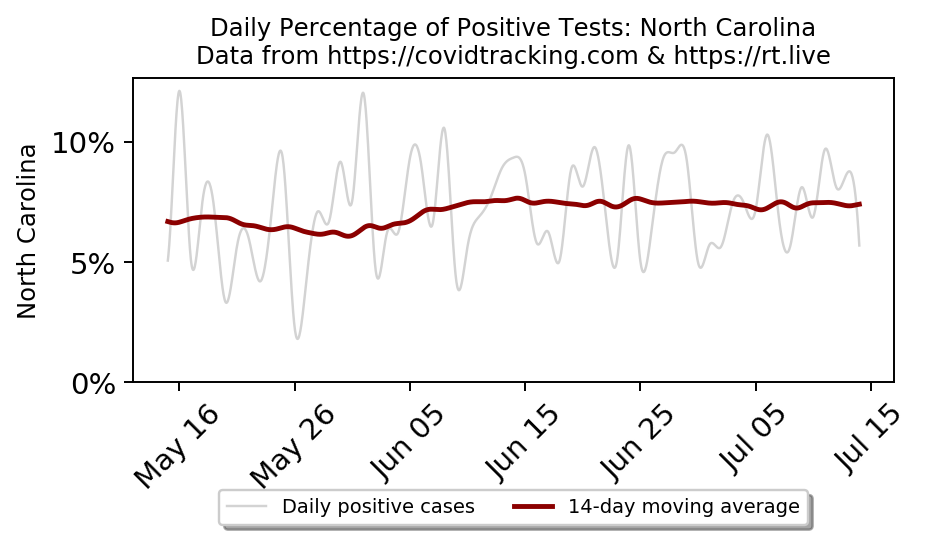 Daily Percentage of Positive Tests: North Carolina
Data from https://covidtracking.com & https://rt.live
North Carolina
10%
5%
0%
May 16
May 26
Jun 05
Jun 15
Jun 25
Jul 05
Jul 15
Daily positive cases
14-day moving average